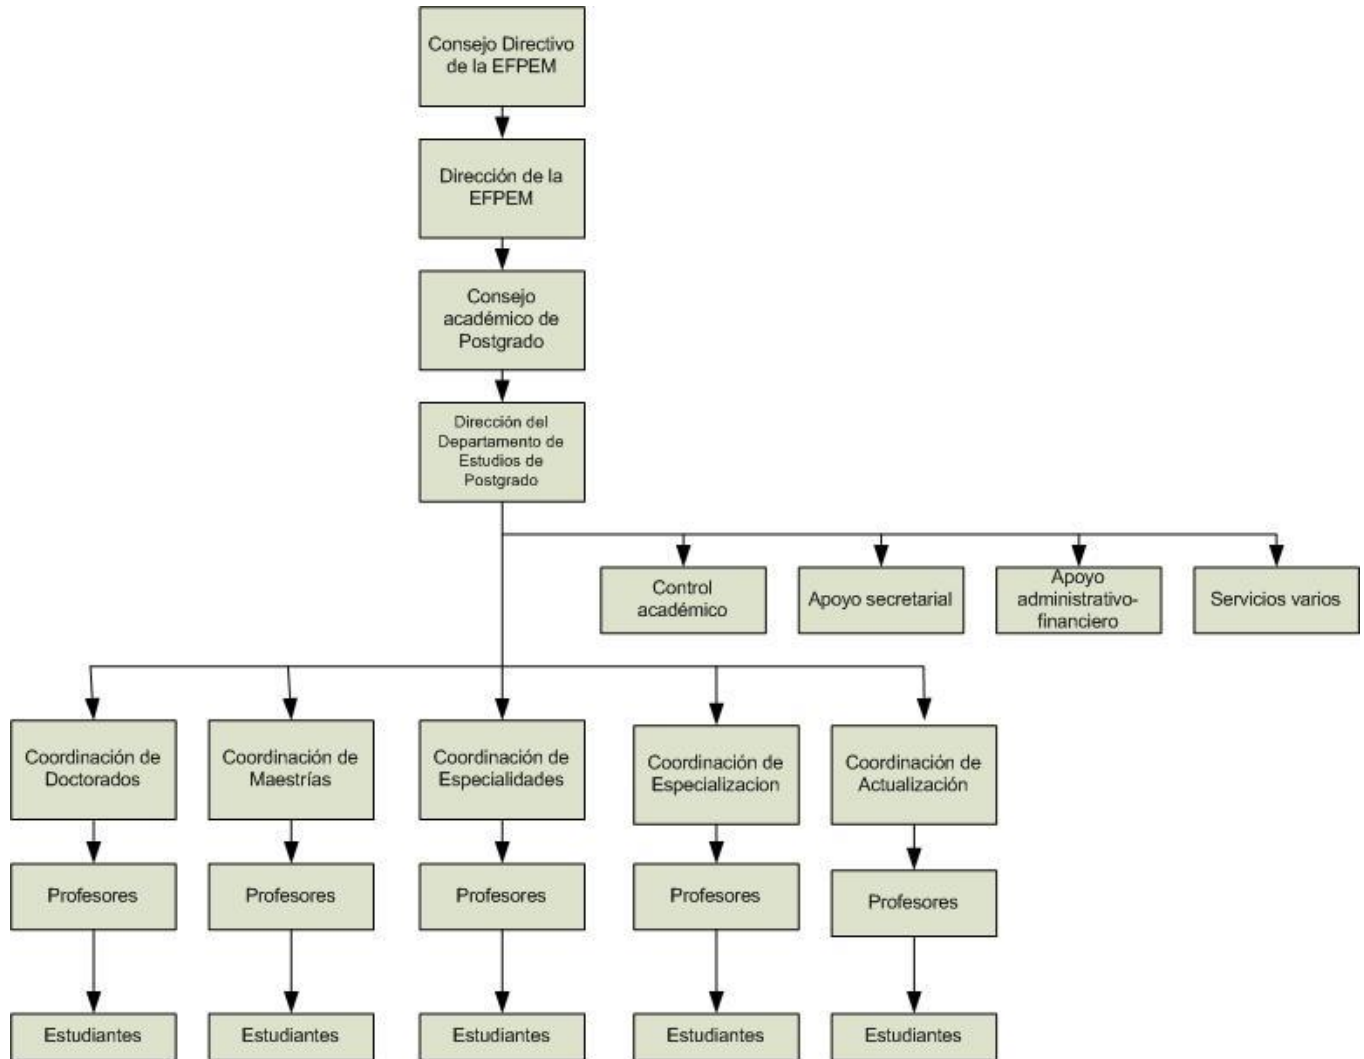 Consejo Directivo
de la EFPEM
Dirección de la
EFPEM
Consejo
académico de
Postgrado
Dirección del
Departamento de
Estudios de
Postgrado
Control
académico
Apoyo secretarial
Apoyo
administrativo-
financiero
Servicios varios
Coordinación de
Doctorados
Coordinación de
Maestrías
Coordinación de
Especialidades
Coordinación de
Especializacion
Coordinación de
Actualización
Profesores
Profesores
Profesores
Profesores
Profesores
Estudiantes
Estudiantes
Estudiantes
Estudiantes
Estudiantes